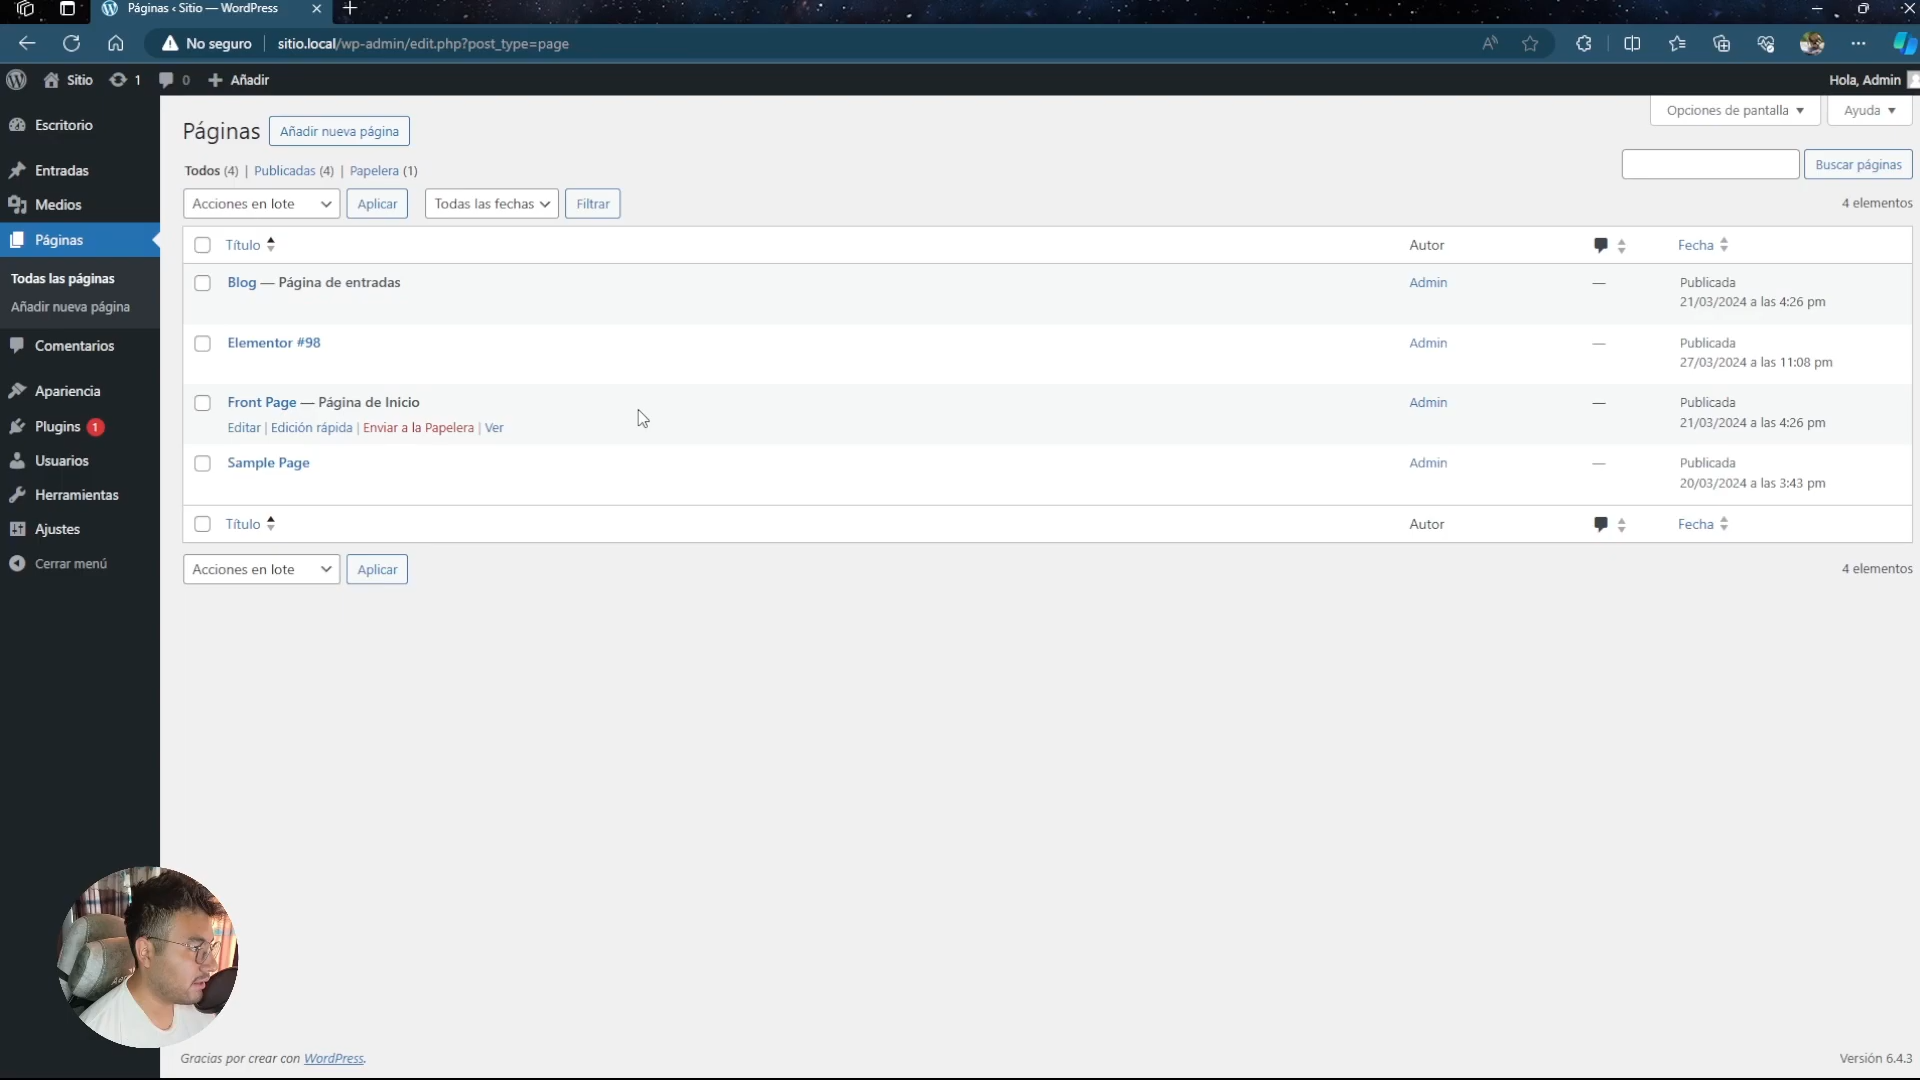 Páginas ‹ Sitio — WordPress
No seguro sitio.local/wp-admin/edit.php?post_type=page
Sitio 1 0 Añadir Hola, Admin
Escritorio
Entradas
Medios
Páginas
Todas las páginas
Añadir nueva página
Comentarios
Apariencia
Plugins 1
Usuarios
Herramientas
Ajustes
Cerrar menú
Opciones de pantalla Ayuda
Páginas Añadir nueva página
Todos (4) | Publicadas (4) | Papelera (1)
Buscar páginas
Acciones en lote Aplicar Todas las fechas Filtrar 4 elementos
Título Autor Fecha
Blog — Página de entradas Admin — Publicada
21/03/2024 a las 4:26 pm
Elementor #98 Admin — Publicada
27/03/2024 a las 11:08 pm
Front Page — Página de Inicio Admin — Publicada
Editar | Edición rápida | Enviar a la Papelera | Ver 21/03/2024 a las 4:26 pm
Sample Page Admin — Publicada
20/03/2024 a las 3:43 pm
Título Autor Fecha
Acciones en lote Aplicar 4 elementos
Gracias por crear con WordPress. Versión 6.4.3